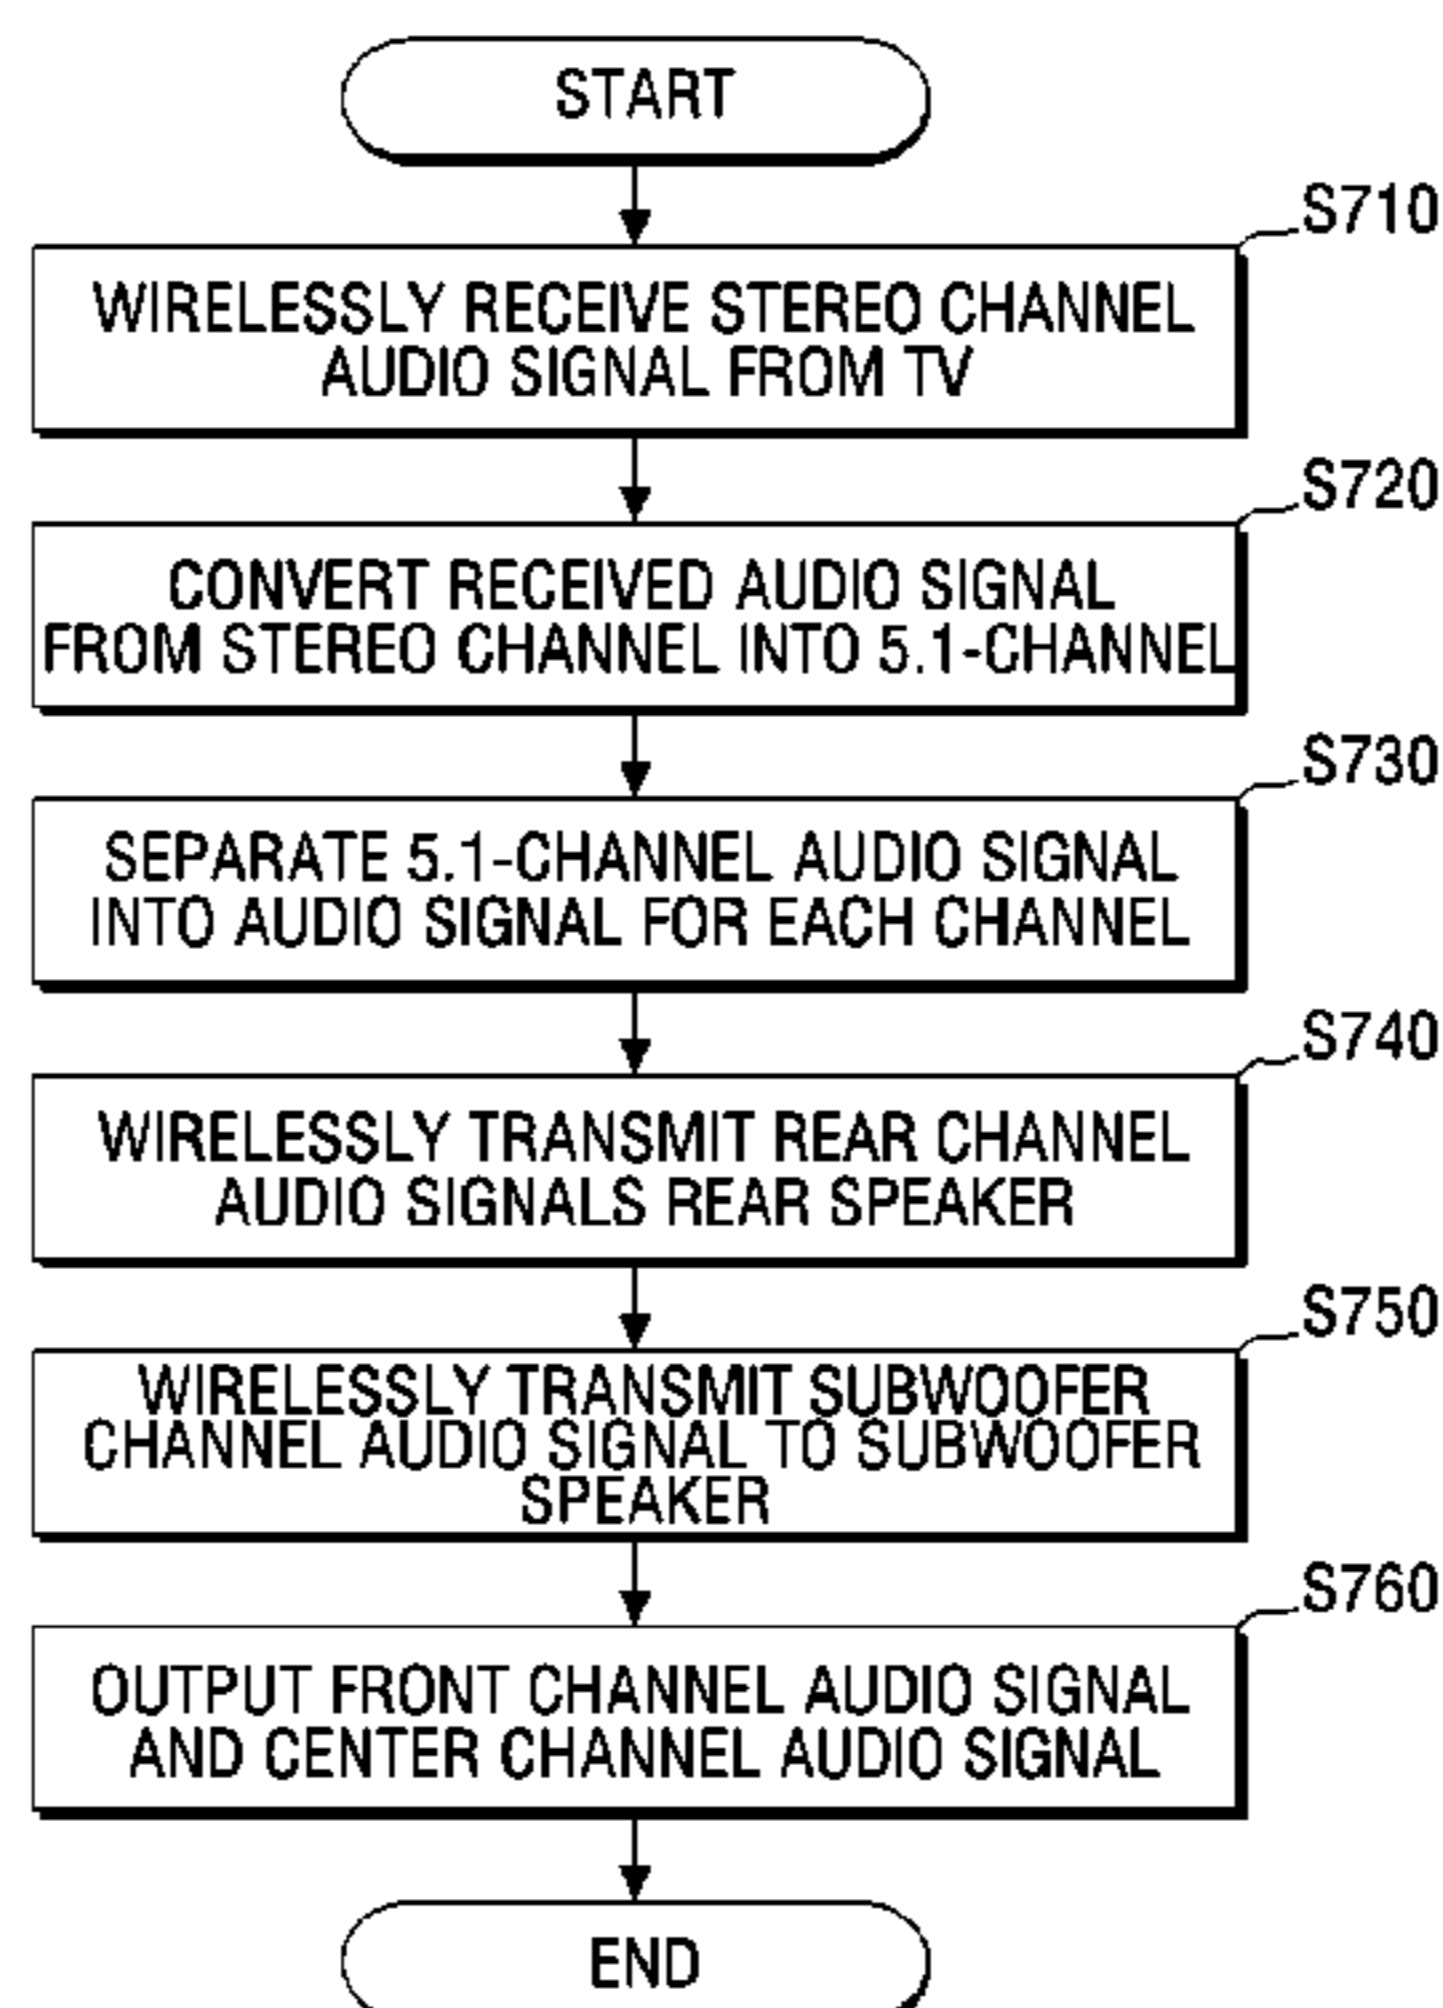 START
S710
WIRELESSLY RECEIVE STEREO CHANNEL
AUDIO SIGNAL FROM TV
S720
CONVERT RECEIVED AUDIO SIGNAL
FROM STEREO CHANNEL INTO 5.1-CHANNEL
S730
SEPARATE 5.1-CHANNEL AUDIO SIGNAL
INTO AUDIO SIGNAL FOR EACH CHANNEL
S740
WIRELESSLY TRANSMIT REAR CHANNEL
AUDIO SIGNALS REAR SPEAKER
S750
WIRELESSLY TRANSMIT SUBWOOFER
CHANNEL AUDIO SIGNAL TO SUBWOOFER
SPEAKER
S760
OUTPUT FRONT CHANNEL AUDIO SIGNAL
AND CENTER CHANNEL AUDIO SIGNAL
END